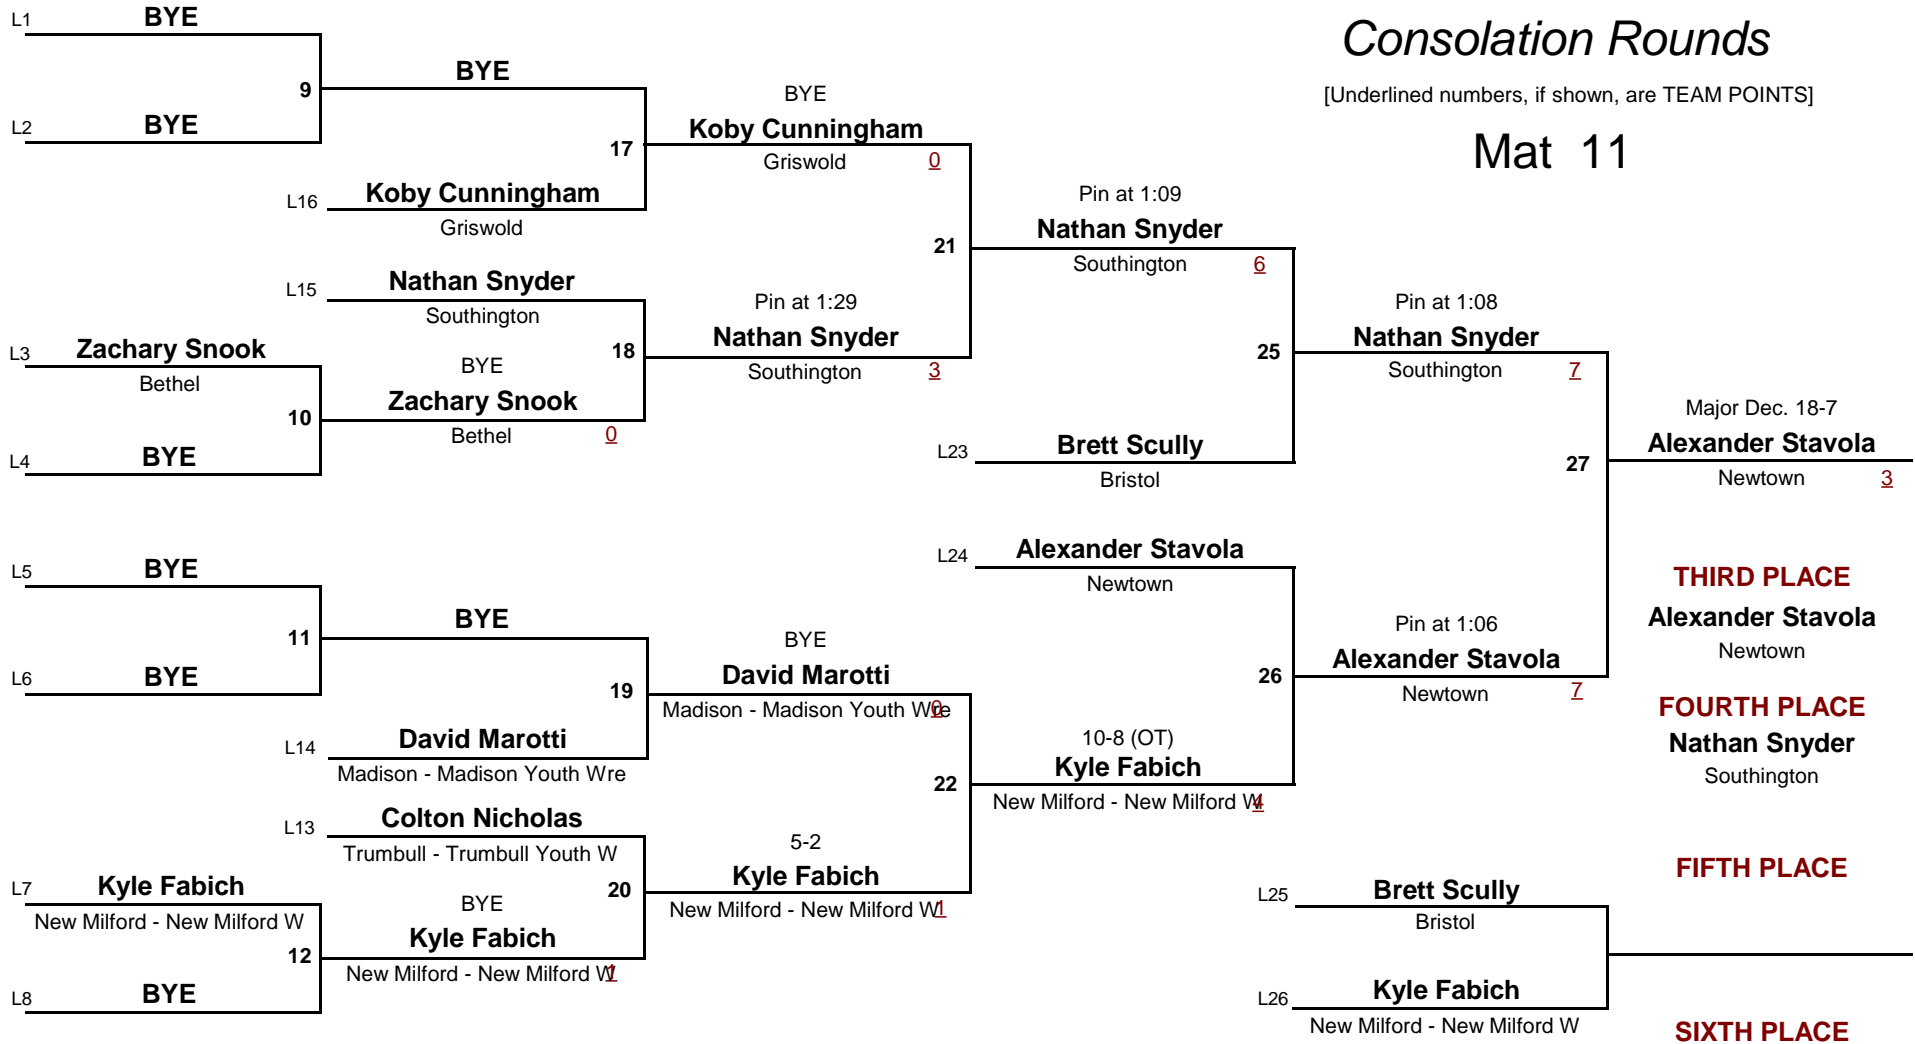 Consolation Rounds
[Underlined numbers, if shown, are TEAM POINTS]
Mat 11
L1 BYE
9
L2 BYE
BYE
17
L16 Koby Cunningham
Griswold
BYE
Koby Cunningham
Griswold 0
21
L15 Nathan Snyder
Southington
18
L3 Zachary Snook
Bethel
10
L4 BYE
BYE
Zachary Snook
Bethel 0
Pin at 1:29
Nathan Snyder
Southington 3
Pin at 1:09
Nathan Snyder
Southington 6
25
L23 Brett Scully
Bristol
Pin at 1:08
Nathan Snyder
Southington 7
27
Major Dec. 18-7
Alexander Stavola
Newtown 3
L5 BYE
11
L6 BYE
BYE
19
L14 David Marotti
Madison - Madison Youth Wre
BYE
David Marotti
Madison - Madison Youth Wre 0
22
L13 Colton Nicholas
Trumbull - Trumbull Youth W
20
L7 Kyle Fabich
New Milford - New Milford W
12
L8 BYE
BYE
Kyle Fabich
New Milford - New Milford W 1
5-2
Kyle Fabich
New Milford - New Milford W 1
L24 Alexander Stavola
Newtown
26
10-8 (OT)
Kyle Fabich
New Milford - New Milford W 4
Pin at 1:06
Alexander Stavola
Newtown 7
THIRD PLACE
Alexander Stavola
Newtown
FOURTH PLACE
Nathan Snyder
Southington
FIFTH PLACE
L25 Brett Scully
Bristol
L26 Kyle Fabich
New Milford - New Milford W
SIXTH PLACE